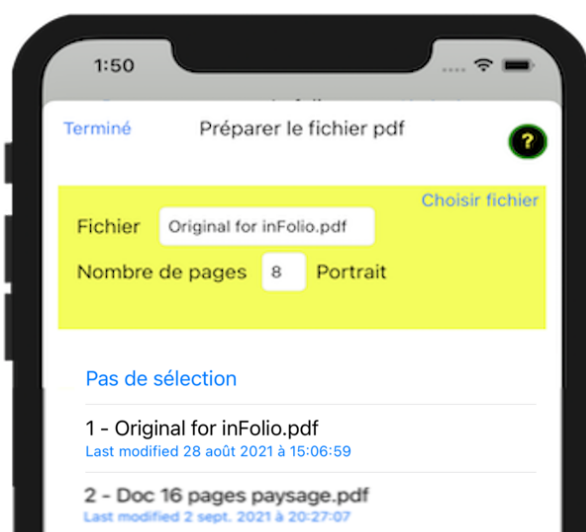 1:50
Terminé
Préparer le fichier pdf
?
Choisir fichier
Fichier Original for inFolio.pdf
Nombre de pages 8 Portrait
Pas de sélection
1 - Original for inFolio.pdf
Last modified 28 août 2021 à 15:06:59
2 - Doc 16 pages paysage.pdf
Last modified 2 sept. 2021 à 20:27:07